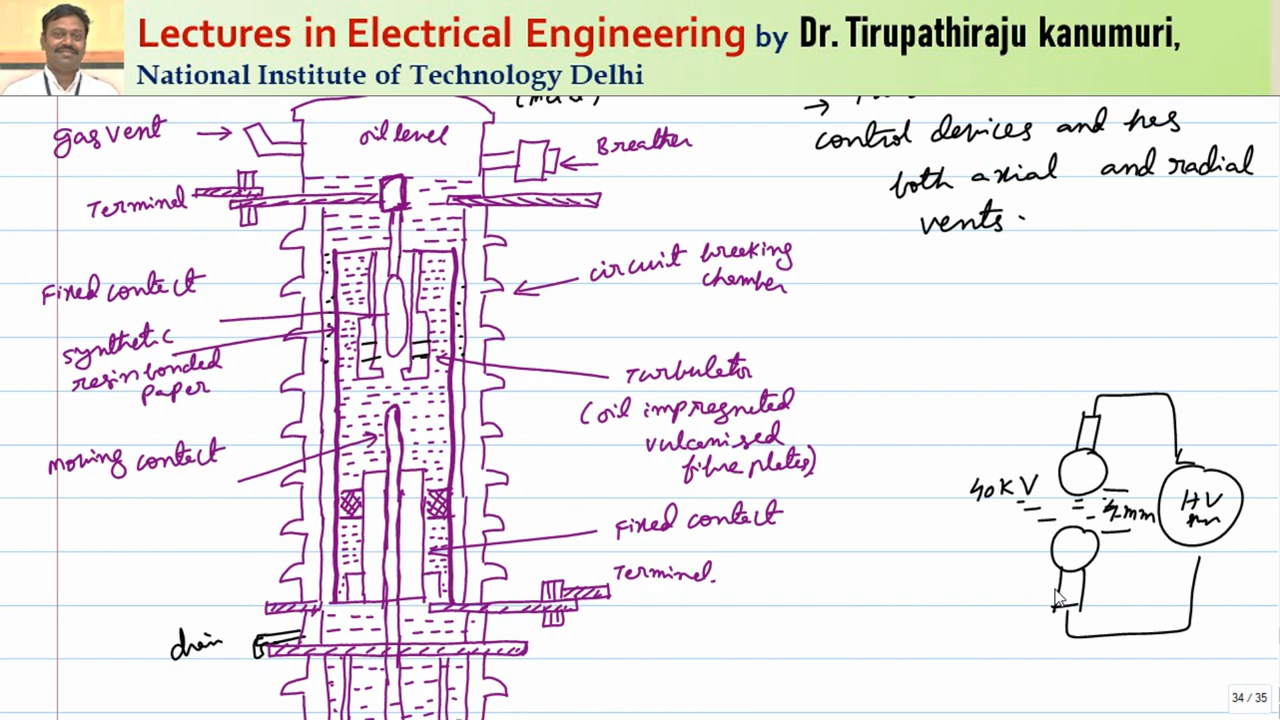 Lectures in Electrical Engineering by Dr. Tirupathiraju kanumuri,
National Institute of Technology Delhi
gas vent
oil level
Breather
Terminal
Fixed contact
synthetic
resin bonded
paper
Moving contact
drain
circuit breaking
chamber
Turbulator
(oil impregnated
vulcanised
fibre plates)
Fixed contact
Terminal.
control devices and has
both axial and radial
vents.
40KV
4mm
HV
34 / 35